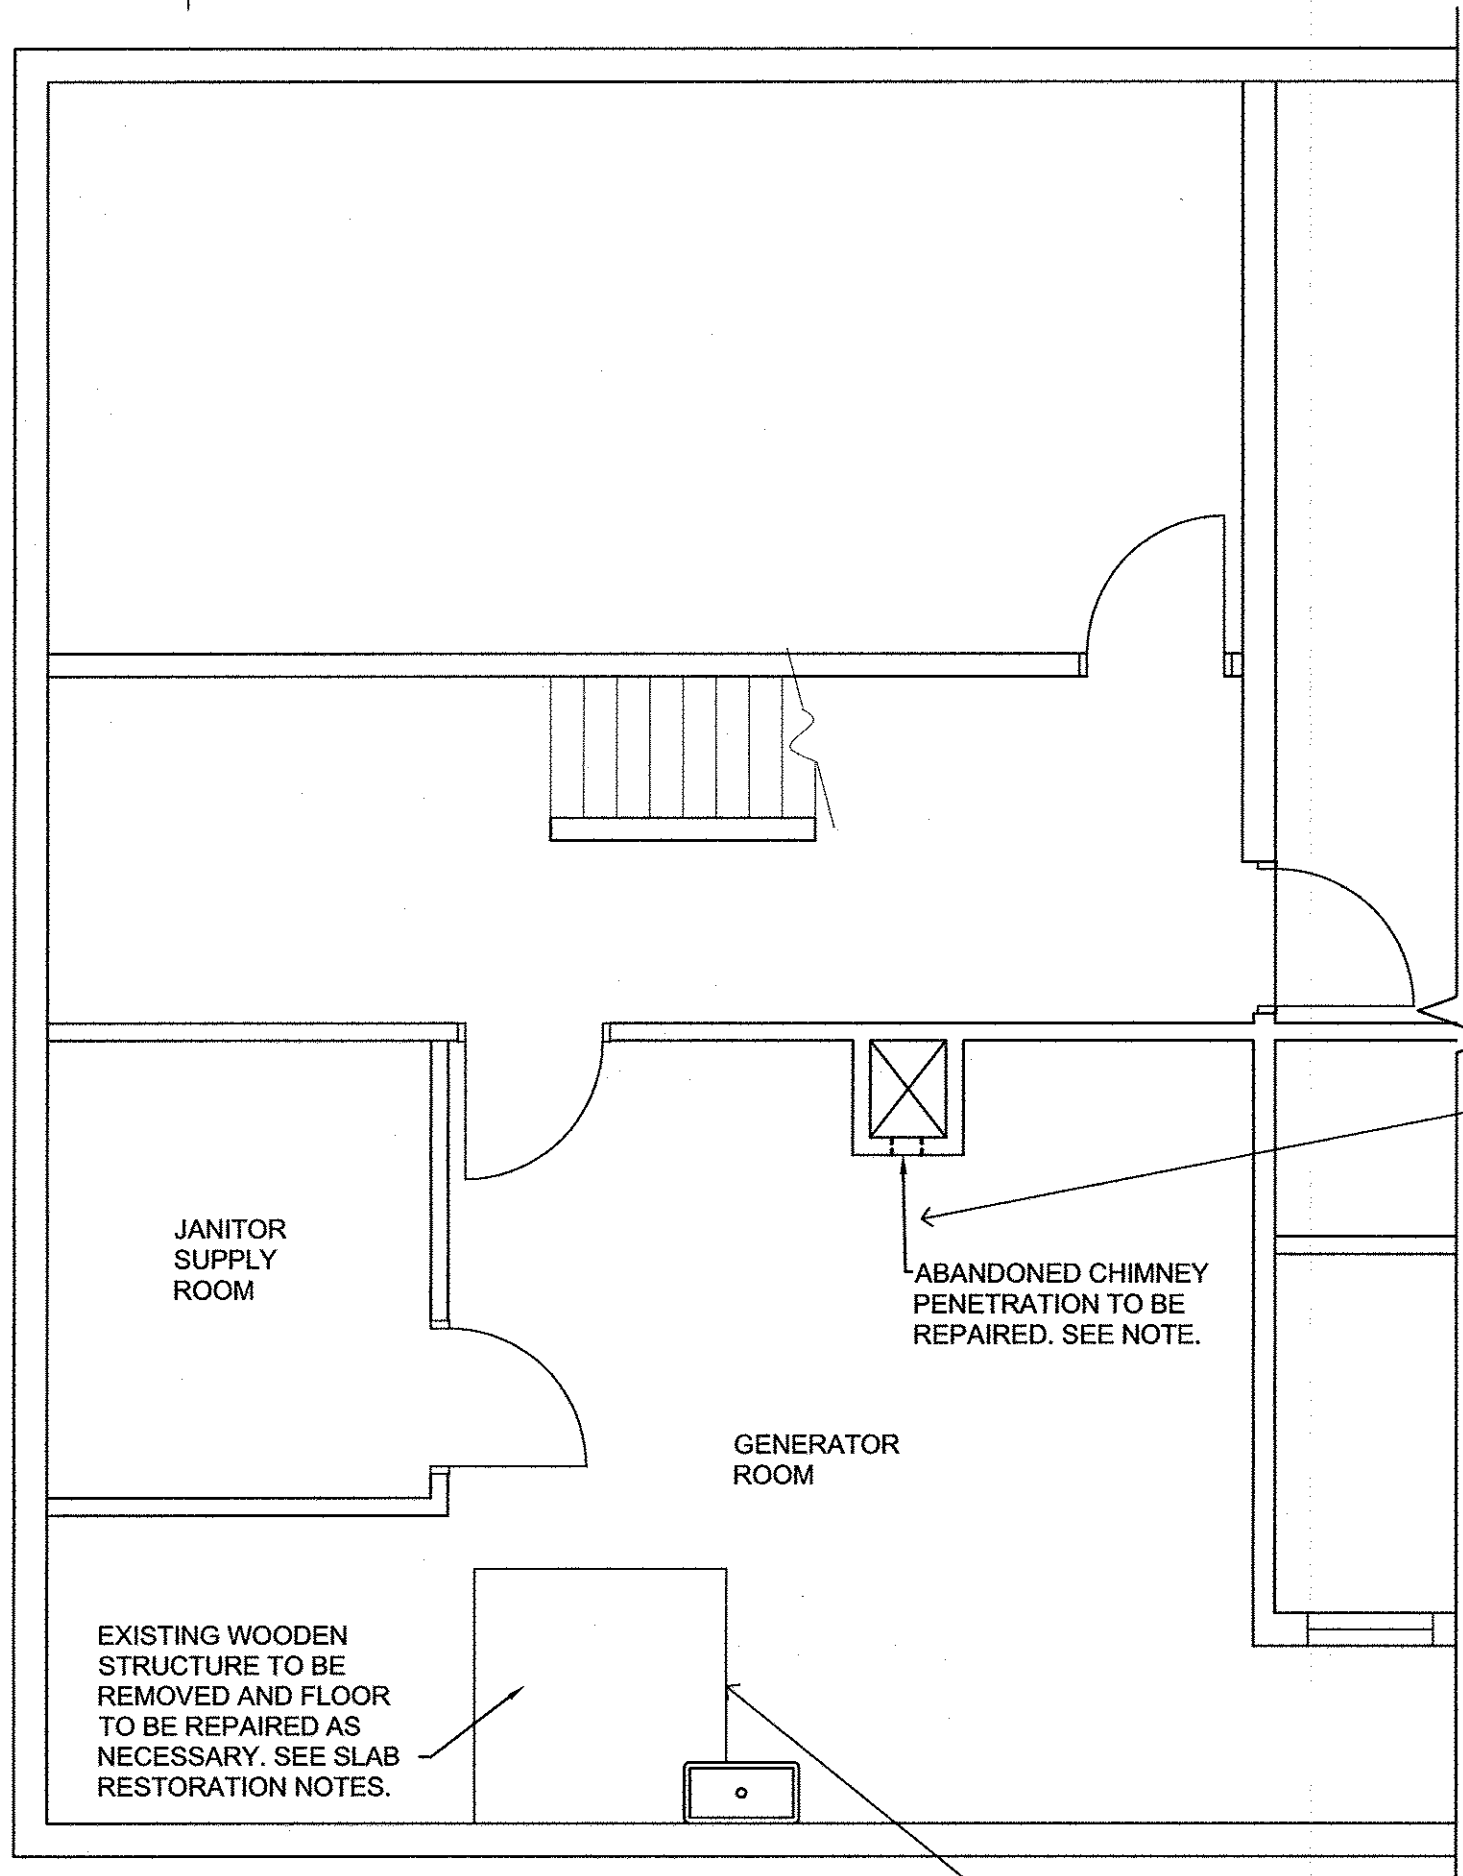 JANITOR
SUPPLY
ROOM
ABANDONED CHIMNEY
PENETRATION TO BE
REPAIRED. SEE NOTE.
GENERATOR
ROOM
EXISTING WOODEN
STRUCTURE TO BE
REMOVED AND FLOOR
TO BE REPAIRED AS
NECESSARY. SEE SLAB
RESTORATION NOTES.